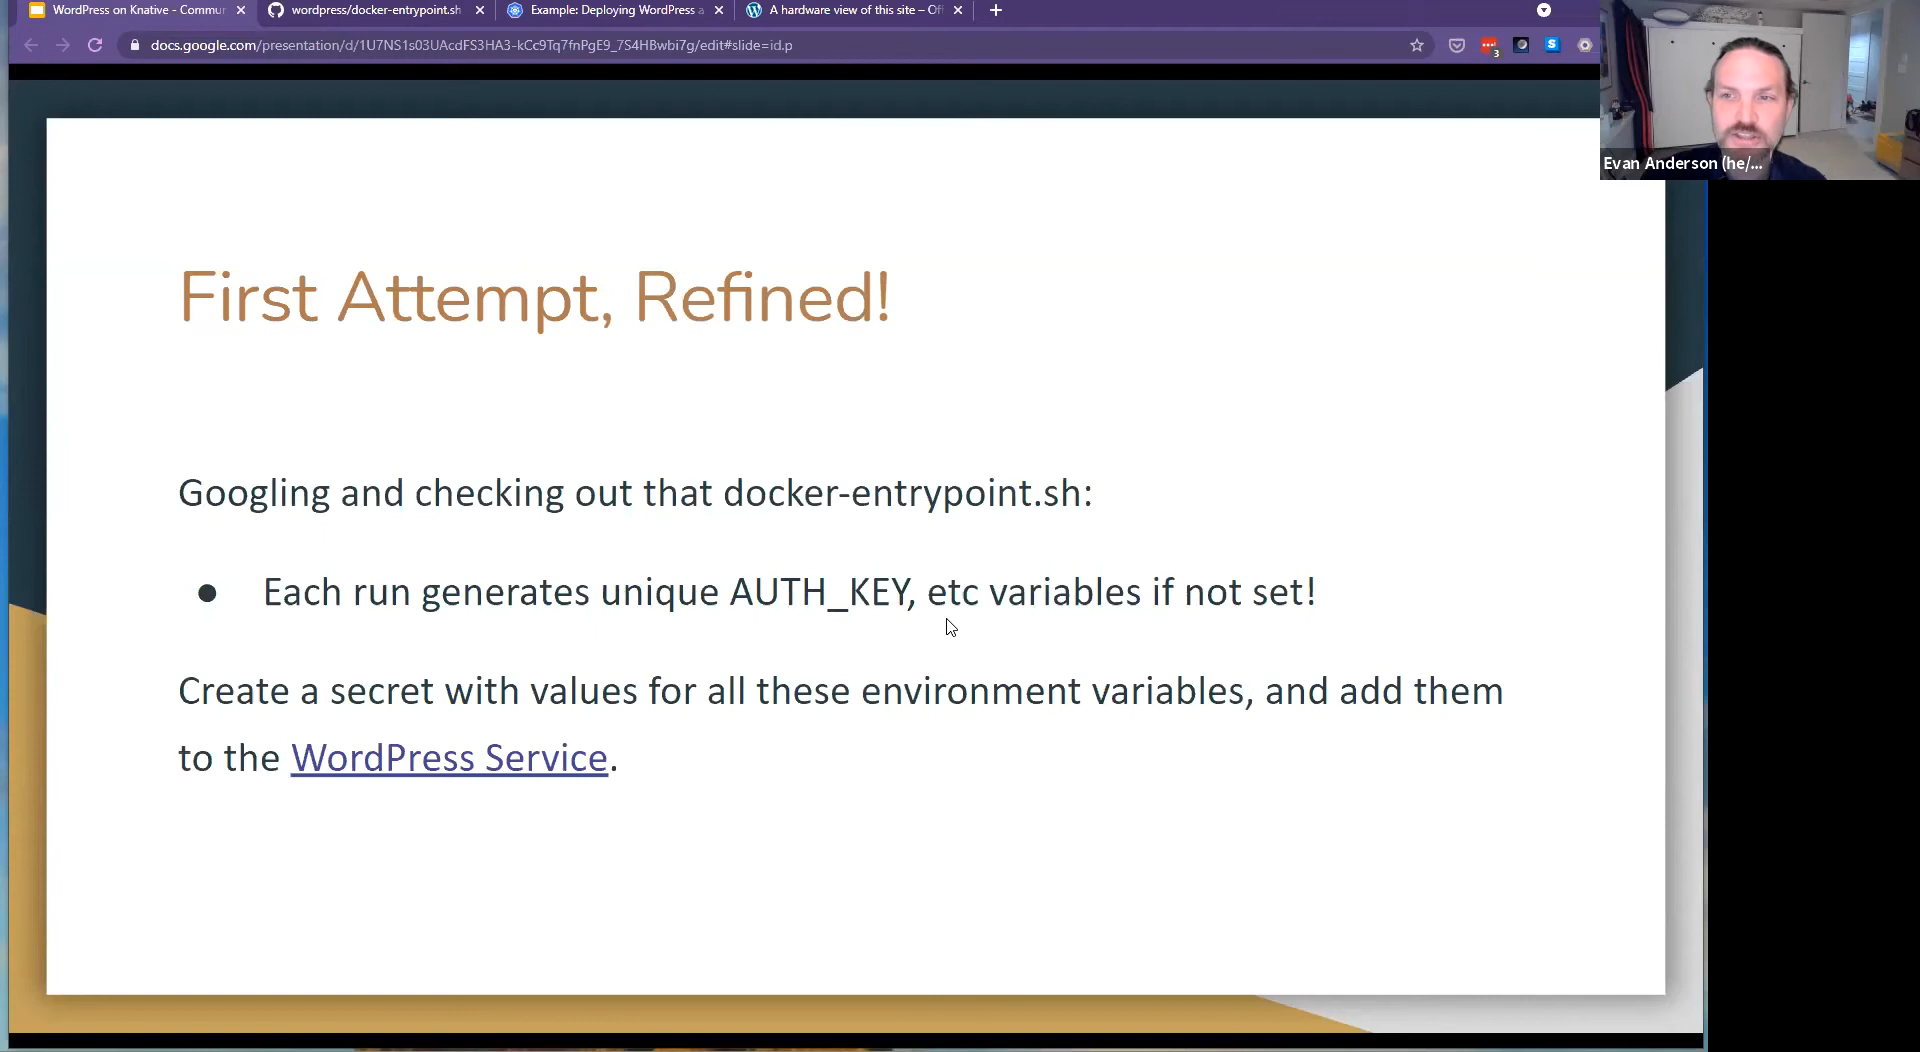 WordPress on Knative - Commur
wordpress/docker-entrypoint.sh
Example: Deploying WordPress a
A hardware view of this site – Of
docs.google.com/presentation/d/1U7NS1s03UAcdFS3HA3-kCc9Tq7fnPgE9_7S4HBwbi7g/edit#slide=id.p
3
S
Evan Anderson (he/...
First Attempt, Refined!
Googling and checking out that docker-entrypoint.sh:
● Each run generates unique AUTH_KEY, etc variables if not set!
Create a secret with values for all these environment variables, and add them
to the WordPress Service.